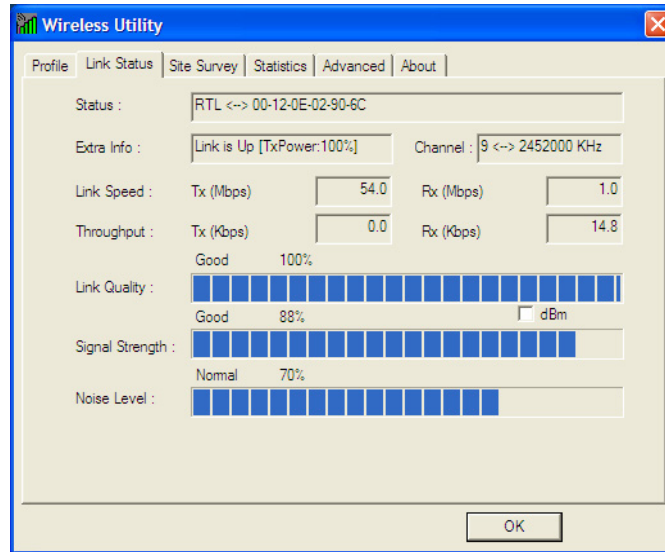 Wireless Utility
Profile Link Status Site Survey Statistics Advanced About
Status : RTL <--> 00-12-0E-02-90-6C
Extra Info : Link is Up [TxPower:100%] Channel : 9 <--> 2452000 KHz
Link Speed : Tx (Mbps) 54.0 Rx (Mbps) 1.0
Throughput : Tx (Kbps) 0.0 Rx (Kbps) 14.8
Good 100%
Link Quality :
Good 88% dBm
Signal Strength :
Normal 70%
Noise Level :
OK